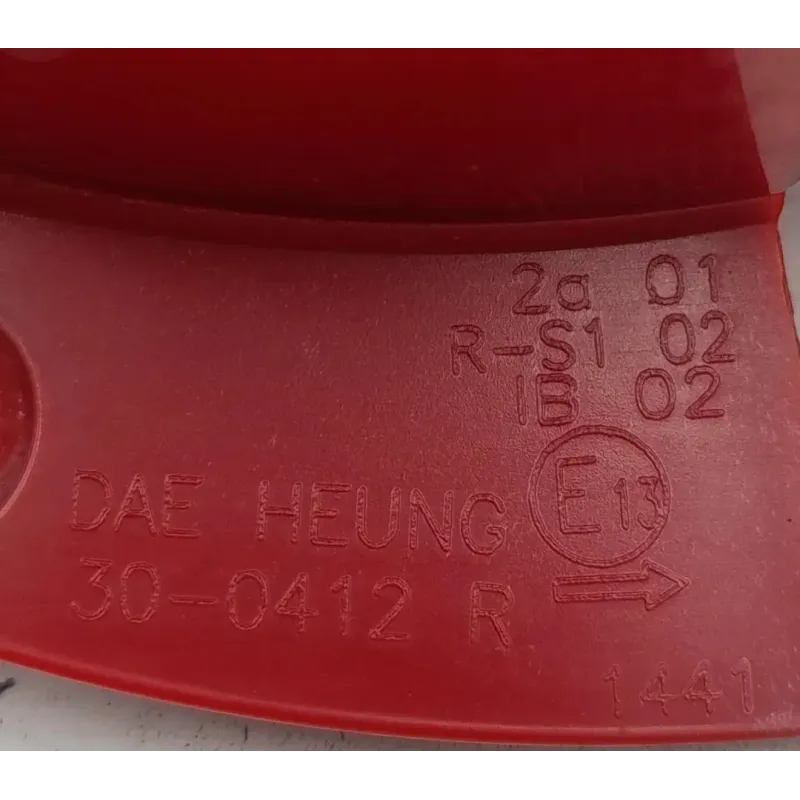 2a 01
R-S1 02
IB 02
DAE HEUNG E13
30-0412 R →
1441